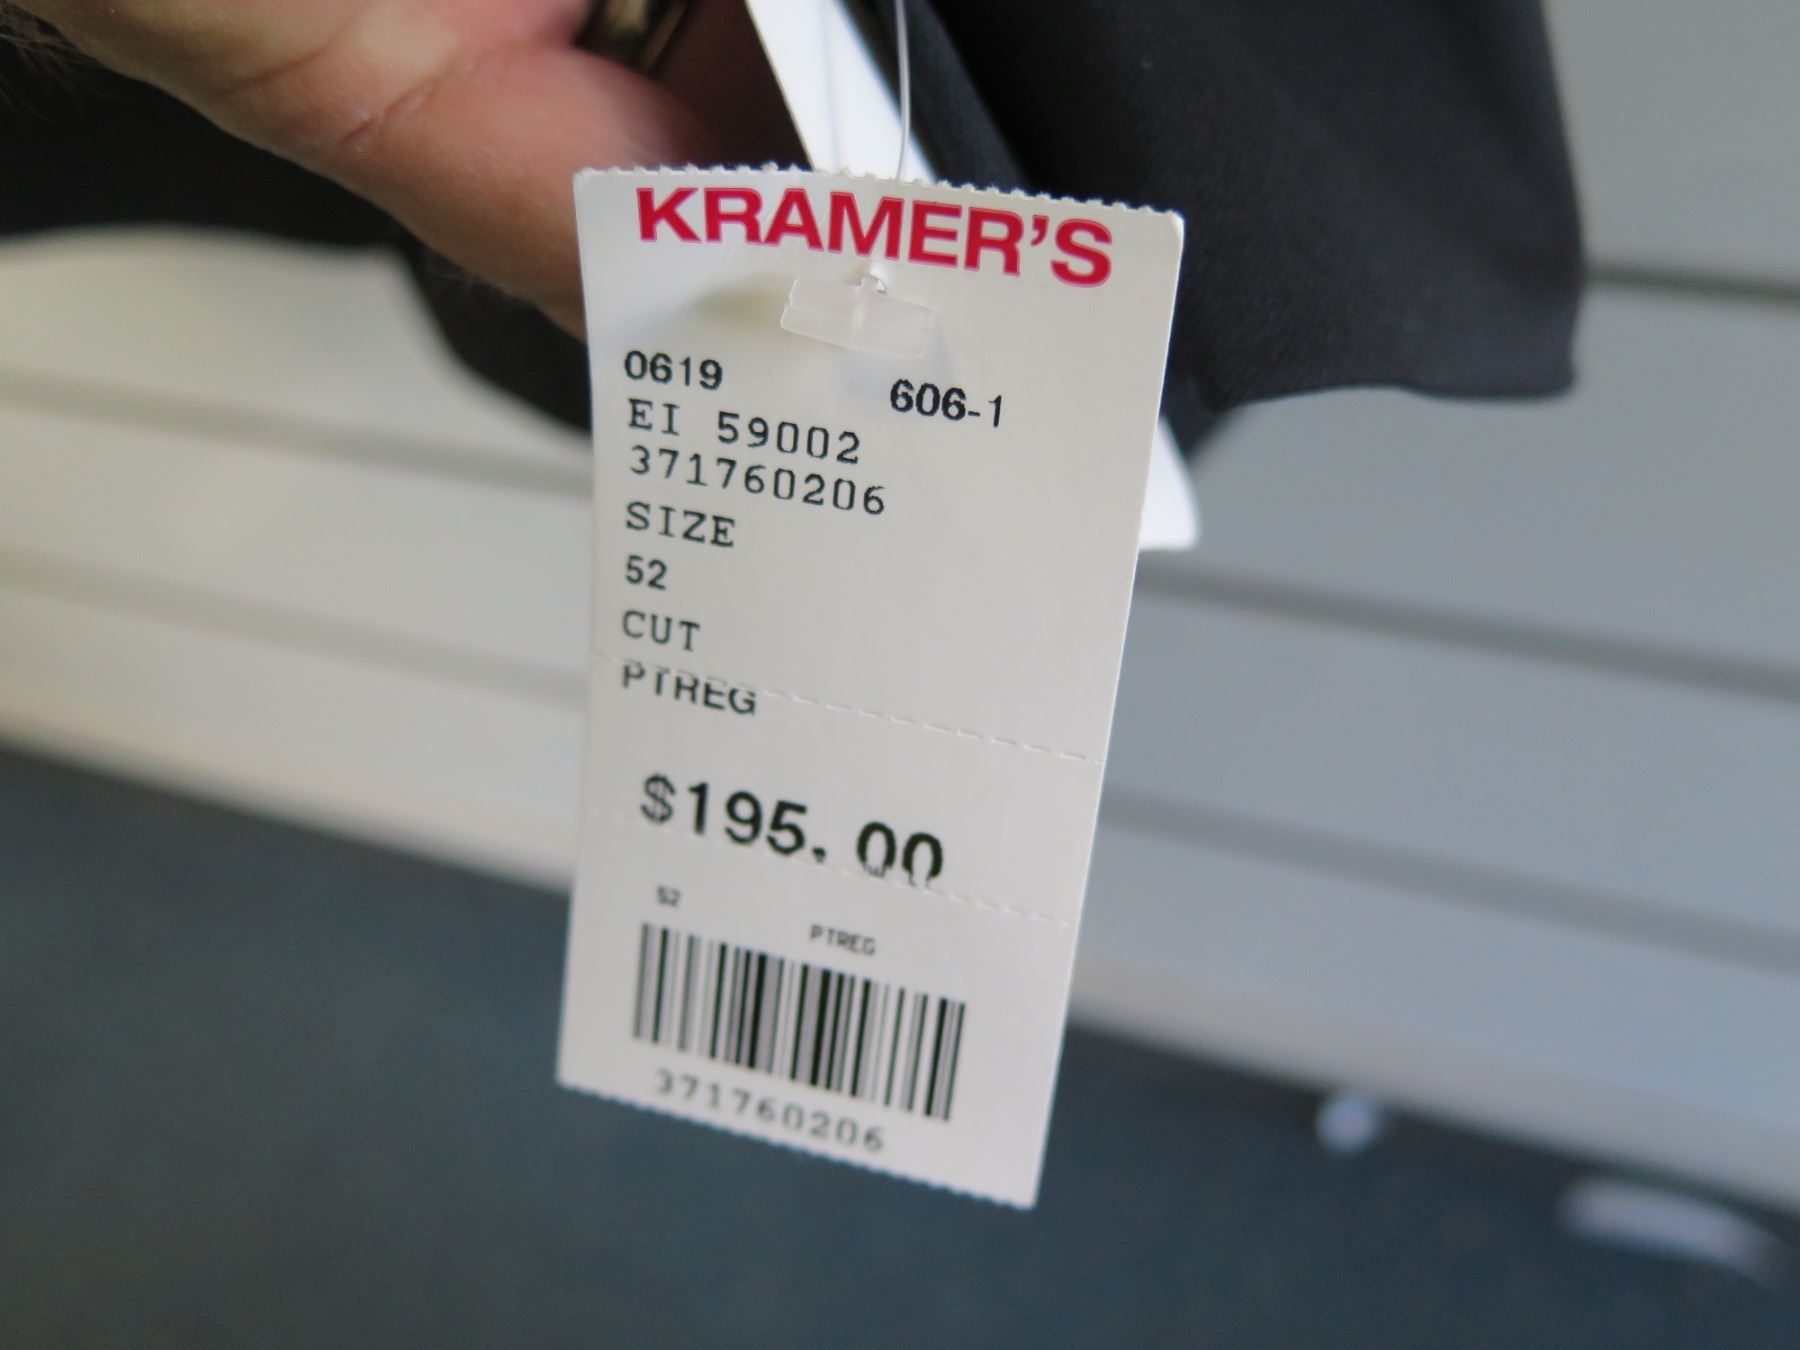 KRAMER'S
0619 606-1
EI 59002
371760206
SIZE
52
CUT
PTREG
$195.00
52 PTREG
371760206